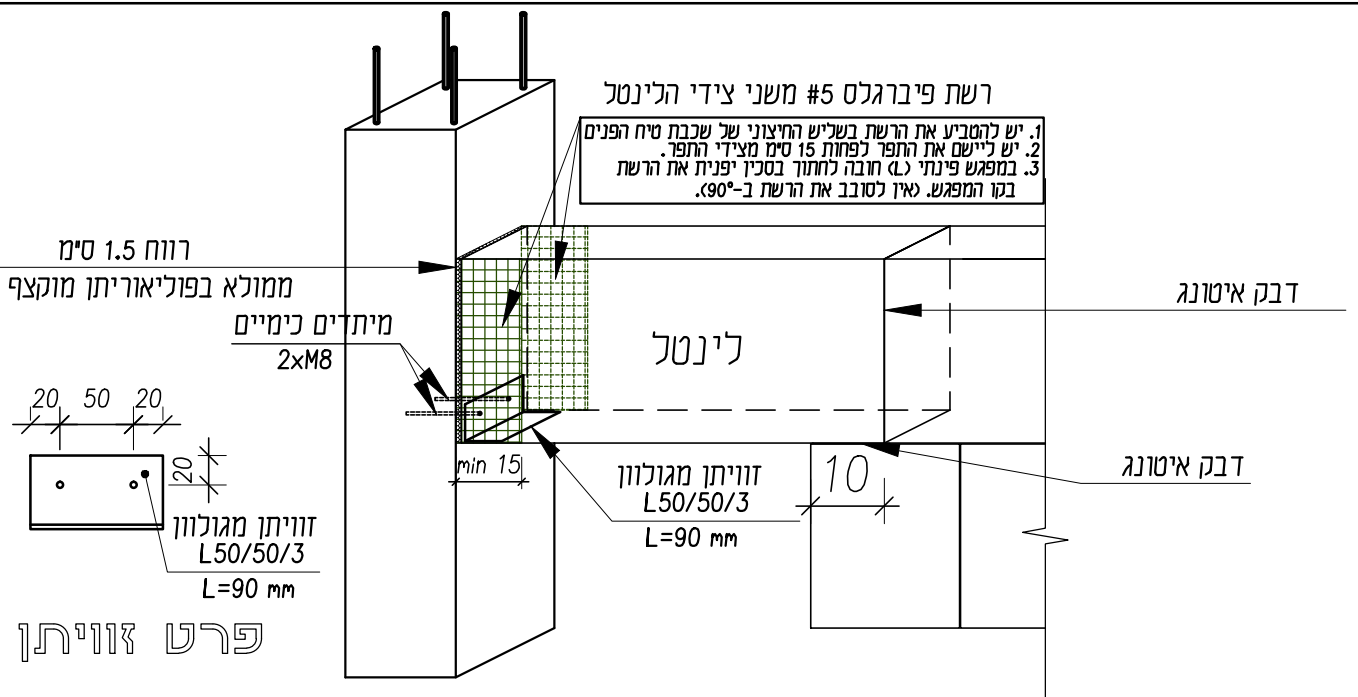 רשת פיברגלס 5# משני צידי הלינטל
1. יש להטביע את הרשת בשליש החיצוני של שכבת טיח הפנים
2. יש ליישם את התפר לפחות 15 ס"מ מצידי התפר.
3. במפגש פינתי (L) חובה לחתוך בסכין יפנית את הרשת
בקו המפגש. (אין לסובב את הרשת ב-90°).
רווח 1.5 ס"מ
ממולא בפוליאוריתן מוקצף
מיתדים כימיים
2xM8
דבק איטונג
לינטל
20 50 20
20
min 15
זוויתן מגולוון
L50/50/3
L=90 mm
10
דבק איטונג
זוויתן מגולוון
L50/50/3
L=90 mm
פרט זוויתן